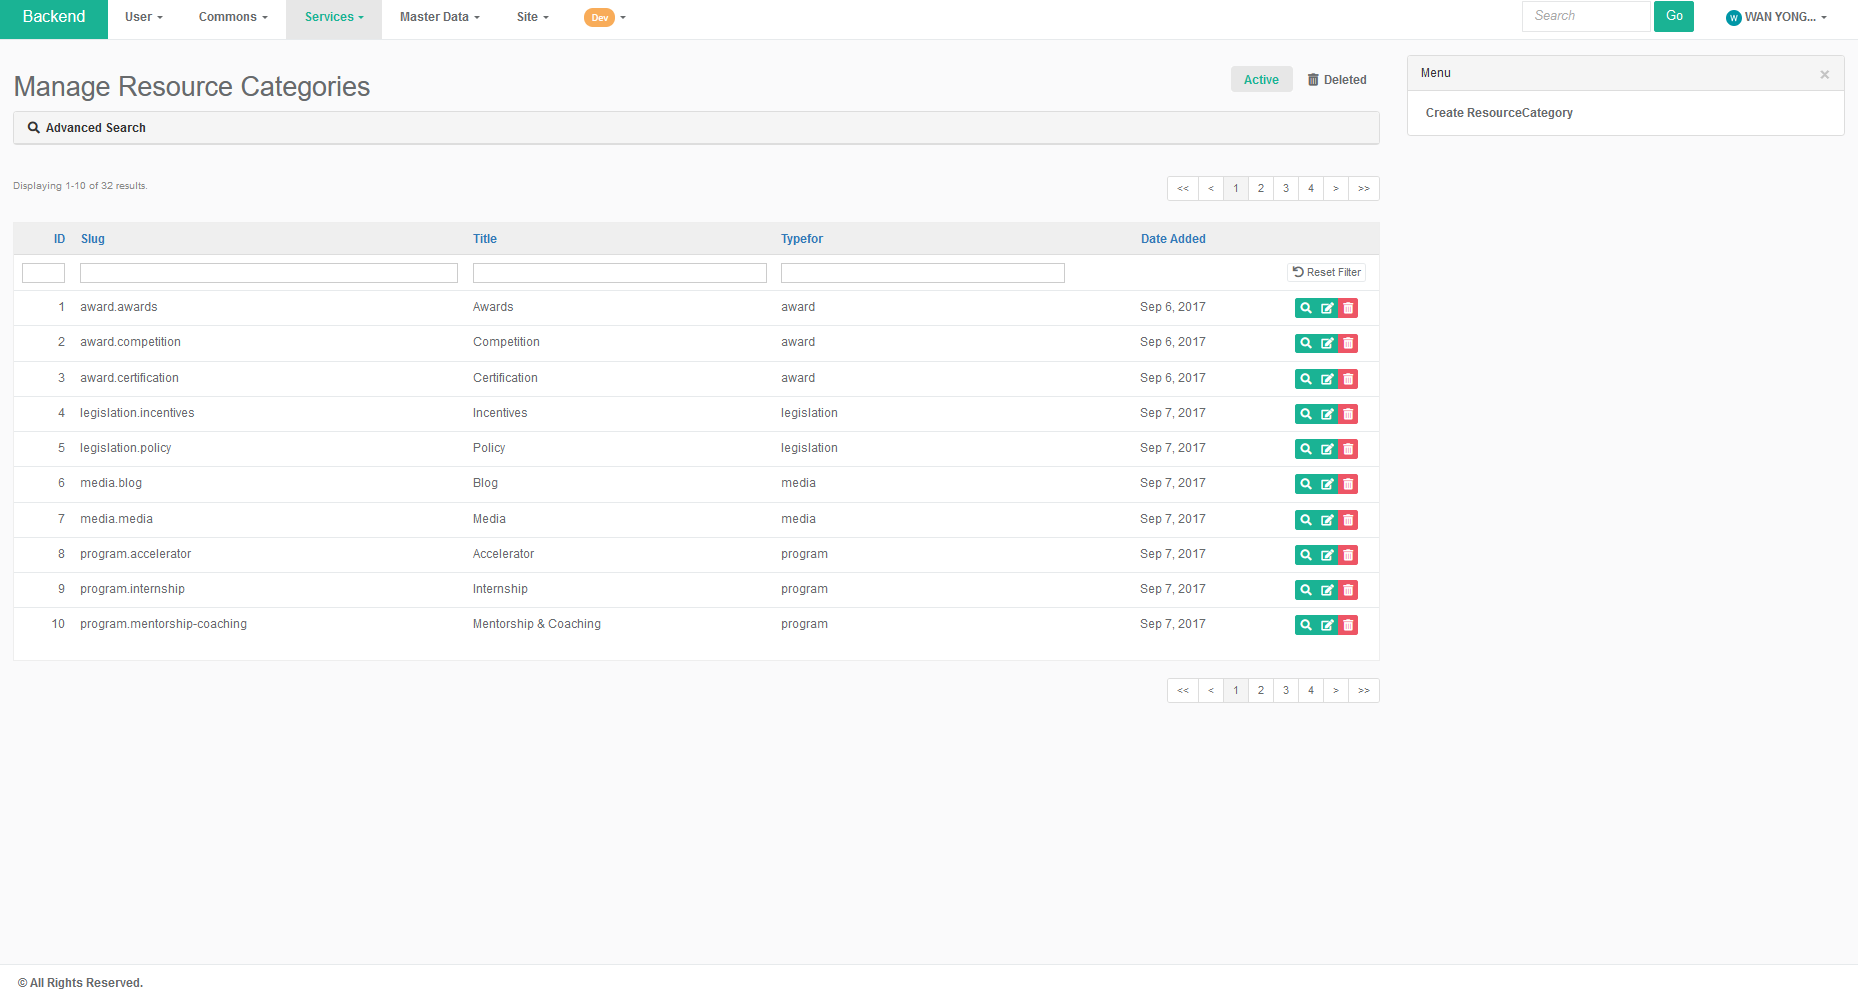 Backend User Commons Services Master Data Site Dev Search Go W WAN YONG...
Manage Resource Categories
Active Deleted
Menu ×
Create ResourceCategory
Advanced Search
Displaying 1-10 of 32 results.
<< < 1 2 3 4 > >>
ID Slug Title Typefor Date Added
Reset Filter
1 award.awards Awards award Sep 6, 2017
2 award.competition Competition award Sep 6, 2017
3 award.certification Certification award Sep 6, 2017
4 legislation.incentives Incentives legislation Sep 7, 2017
5 legislation.policy Policy legislation Sep 7, 2017
6 media.blog Blog media Sep 7, 2017
7 media.media Media media Sep 7, 2017
8 program.accelerator Accelerator program Sep 7, 2017
9 program.internship Internship program Sep 7, 2017
10 program.mentorship-coaching Mentorship & Coaching program Sep 7, 2017
<< < 1 2 3 4 > >>
© All Rights Reserved.